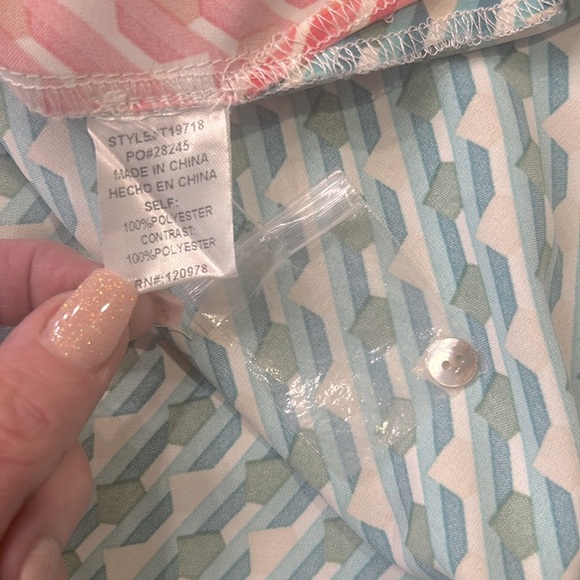 STYLE#:T19718
PO#28245
MADE IN CHINA
HECHO EN CHINA
SELF:
100%POLYESTER
CONTRAST:
100%POLYESTER
RN#:120978